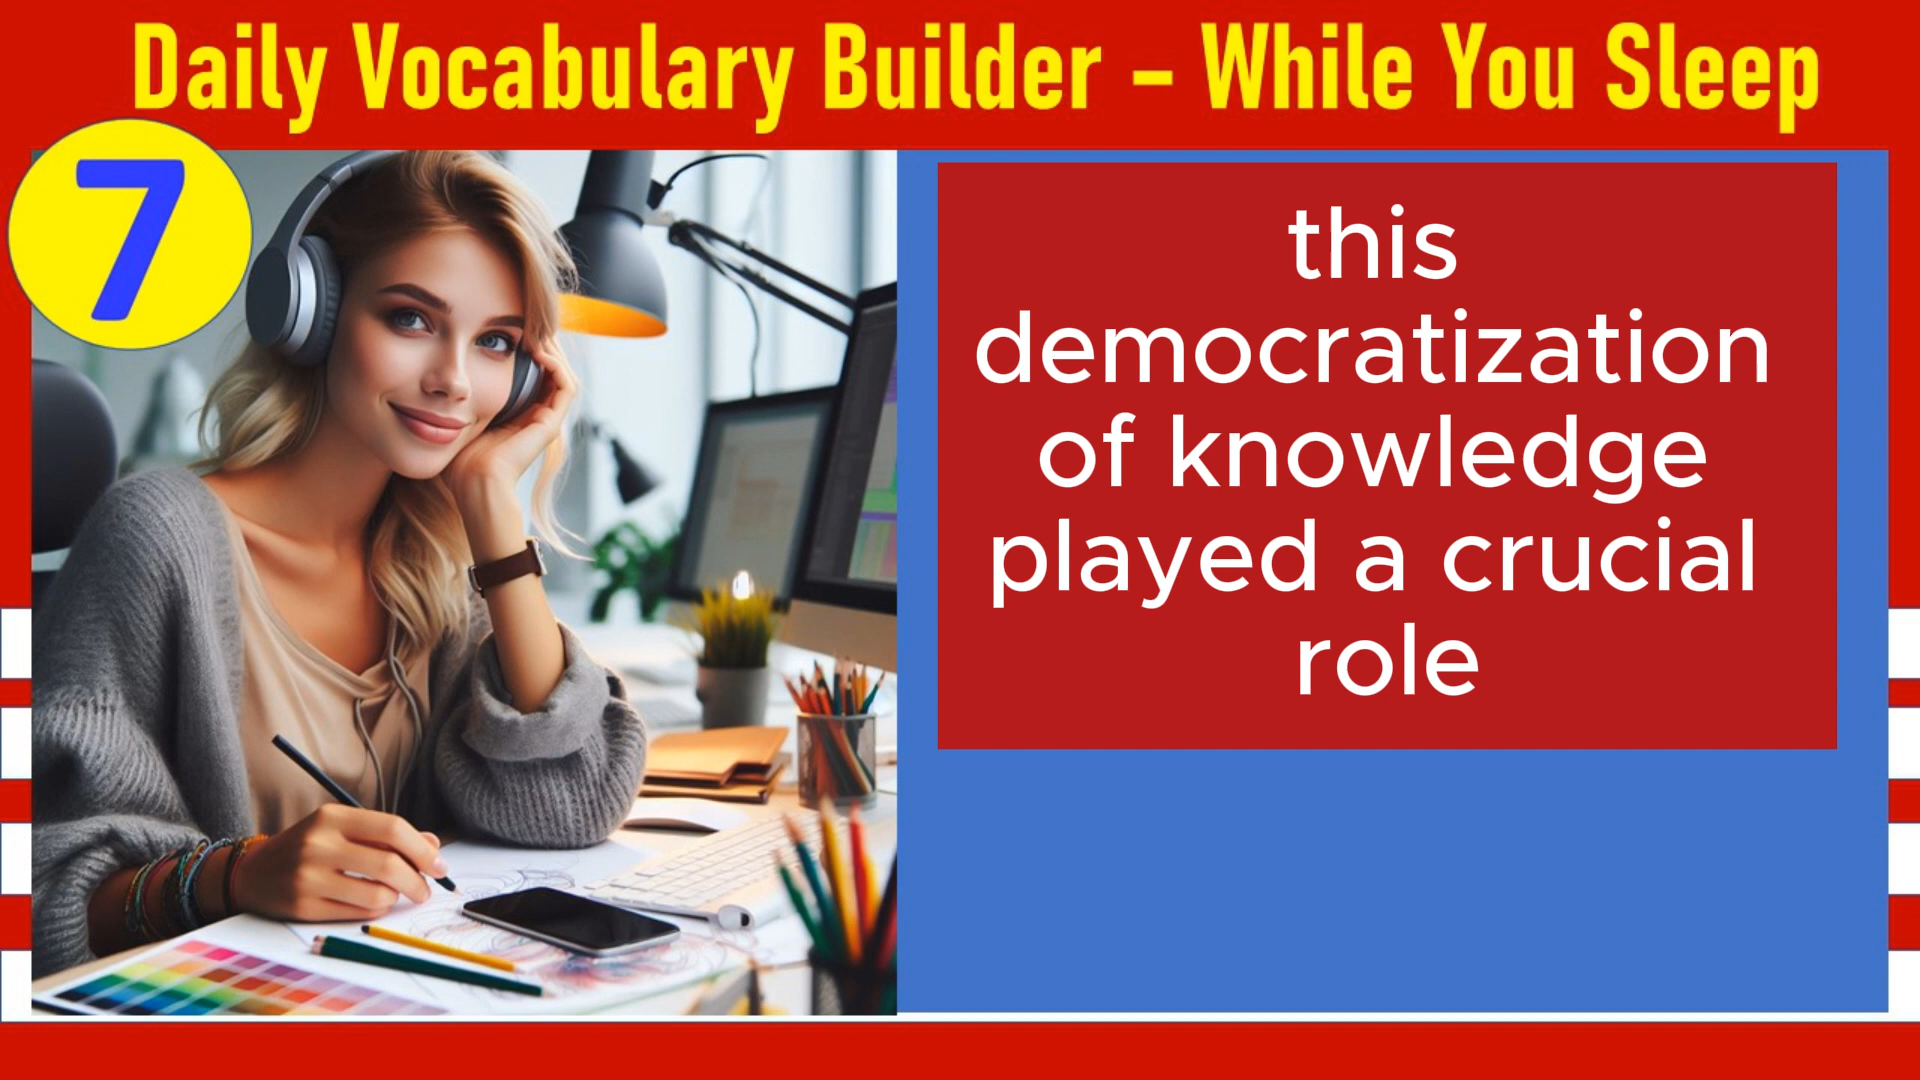 Daily Vocabulary Builder – While You Sleep
7
this
democratization
of knowledge
played a crucial
role